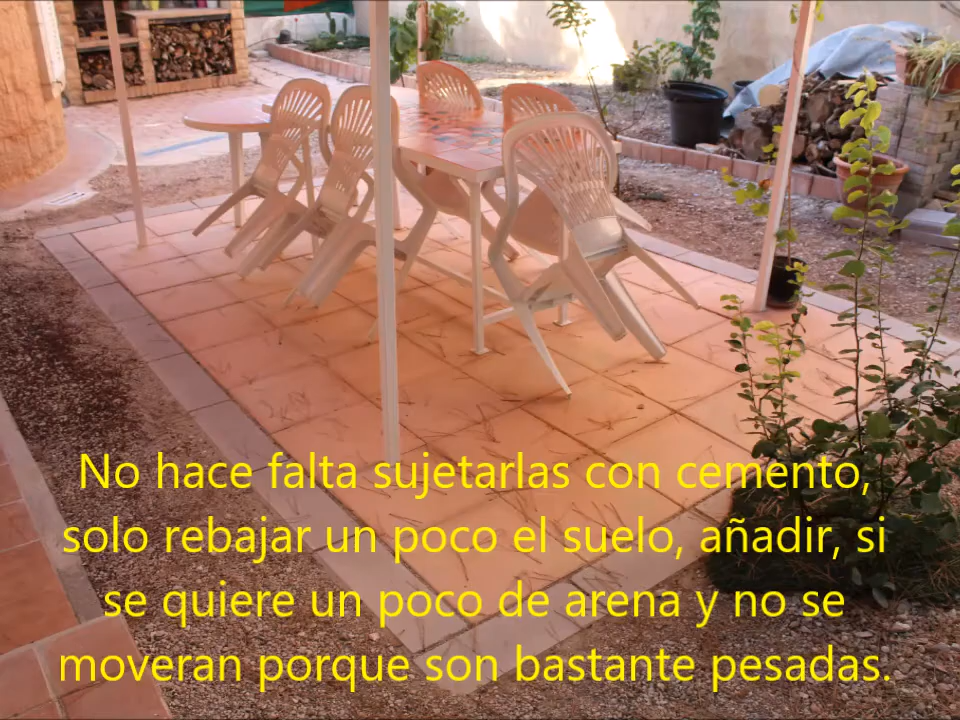 No hace falta sujetarlas con cemento,
solo rebajar un poco el suelo, añadir, si
se quiere un poco de arena y no se
moveran porque son bastante pesadas.